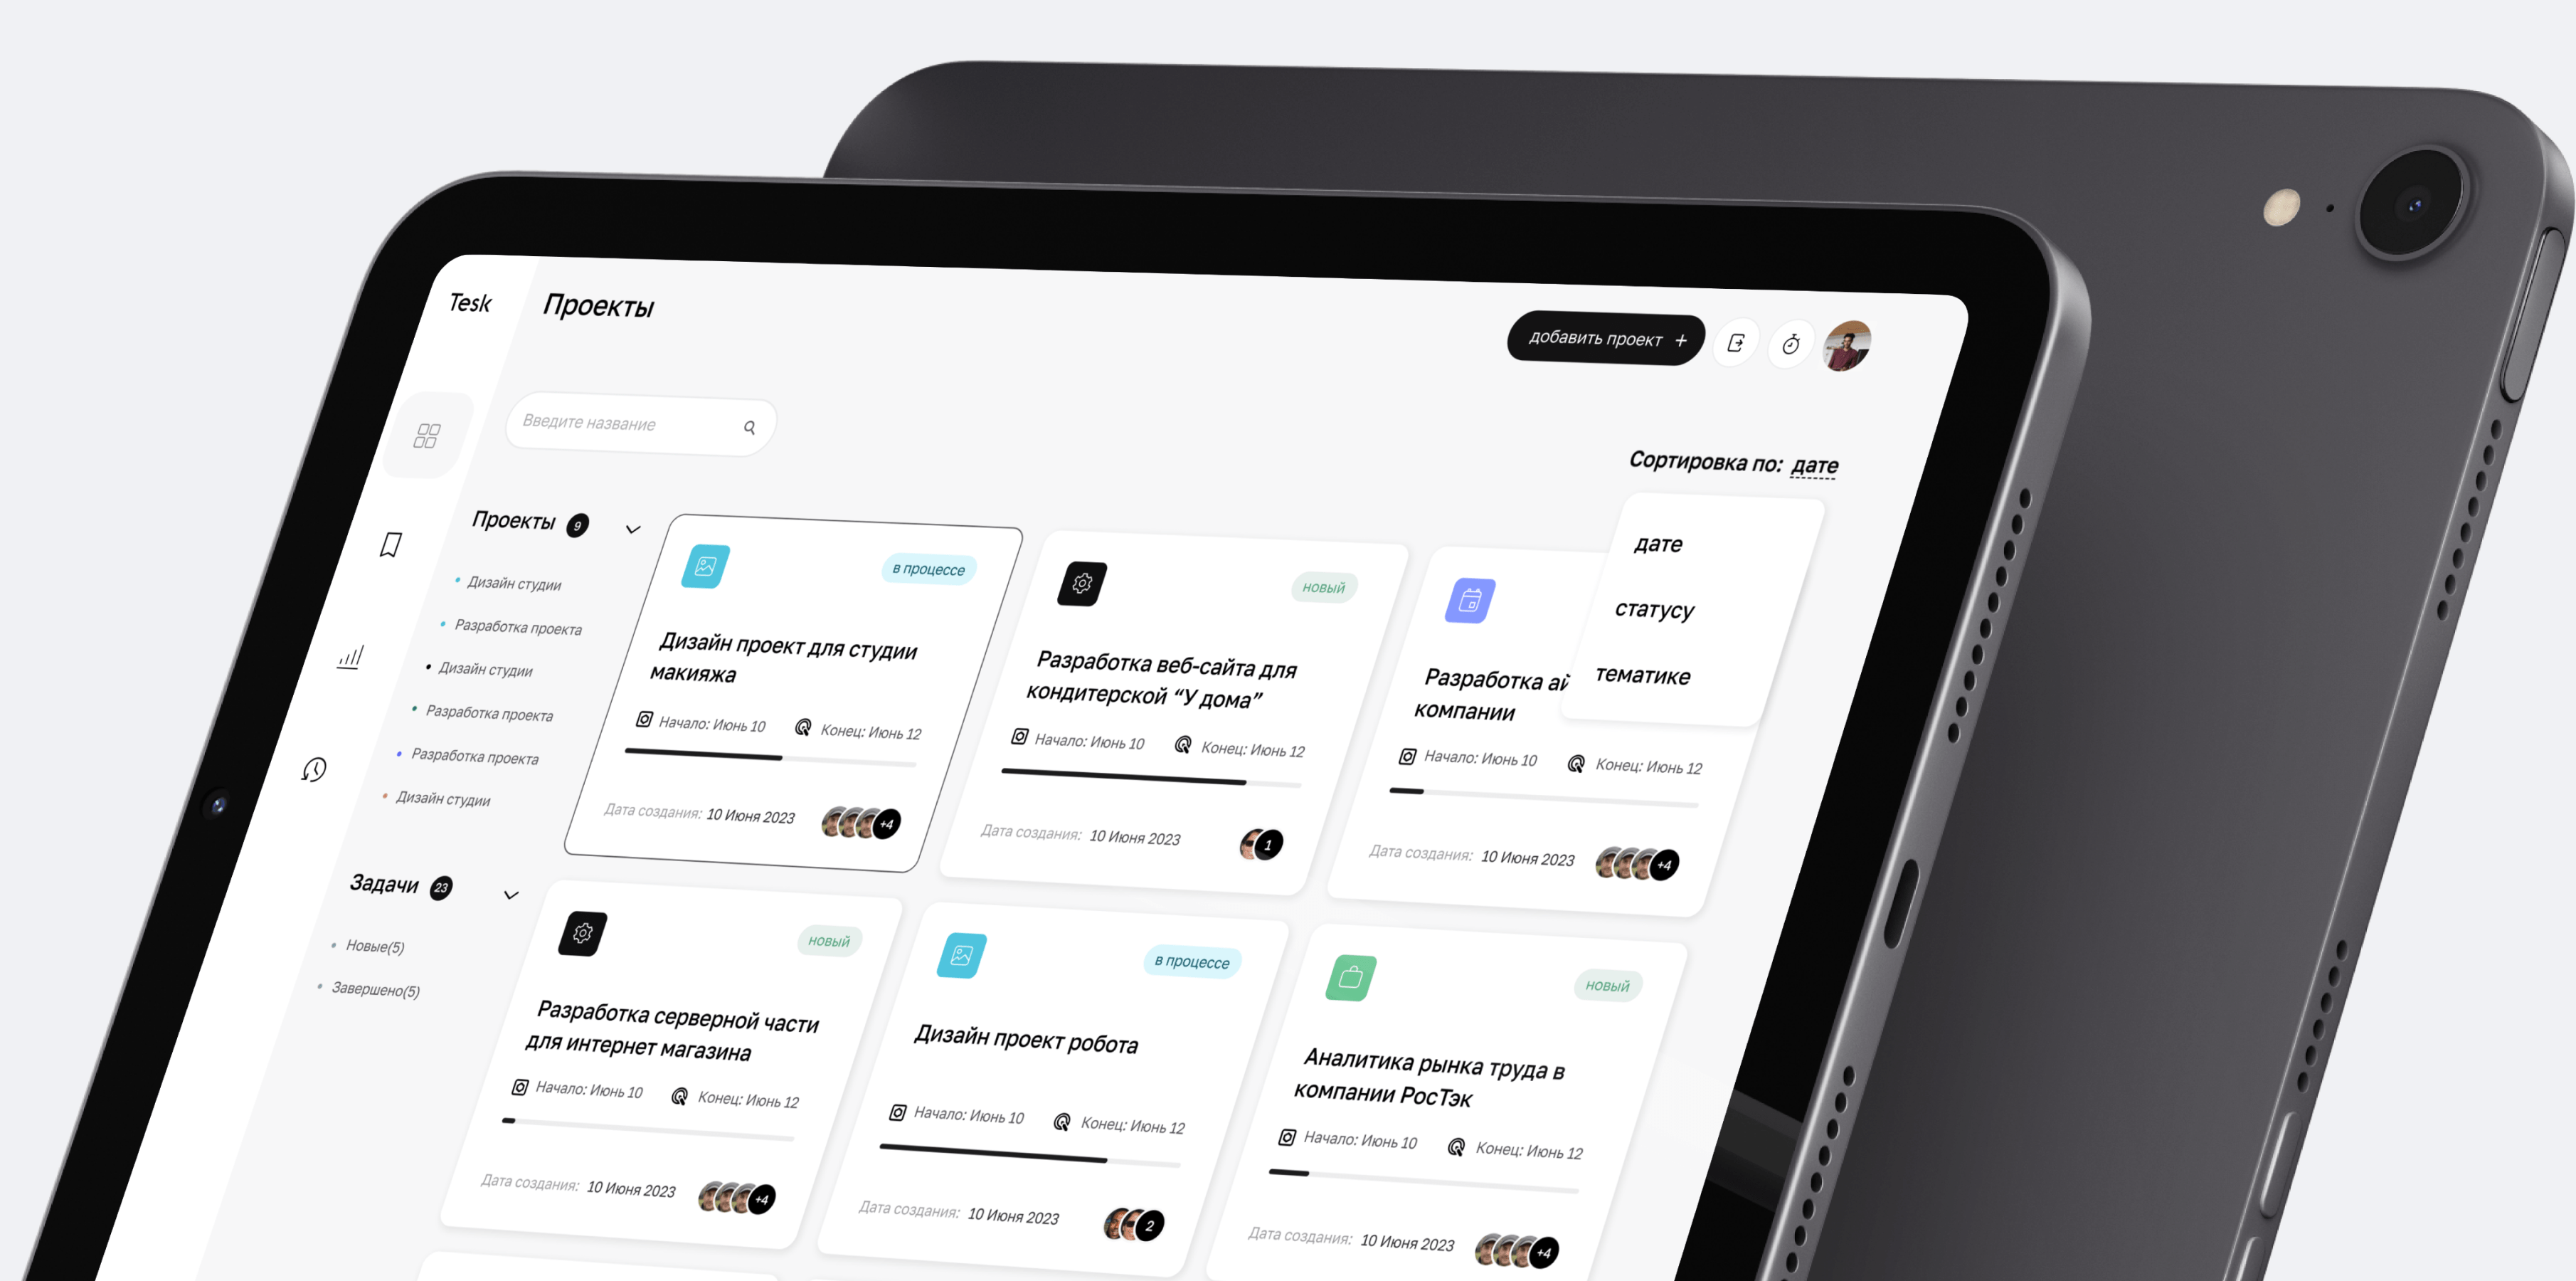 Tesk
Проекты
добавить проект +
Введите название
Сортировка по: дате
дате
статусу
тематике
Проекты 9
Дизайн студии
Разработка проекта
Дизайн студии
Разработка проекта
Разработка проекта
Дизайн студии
Задачи 23
Новые(5)
Завершено(5)
в процессе
Дизайн проект для студии
макияжа
Начало: Июнь 10 Конец: Июнь 12
Дата создания: 10 Июня 2023 +4
новый
Разработка веб-сайта для
кондитерской “У дома”
Начало: Июнь 10 Конец: Июнь 12
Дата создания: 10 Июня 2023 1
Разработка
компании
Начало: Июнь 10 Конец: Июнь 12
Дата создания: 10 Июня 2023 +4
новый
Разработка серверной части
для интернет магазина
Начало: Июнь 10 Конец: Июнь 12
Дата создания: 10 Июня 2023 +4
в процессе
Дизайн проект робота
Начало: Июнь 10 Конец: Июнь 12
Дата создания: 10 Июня 2023 2
новый
Аналитика рынка труда в
компании РосТэк
Начало: Июнь 10 Конец: Июнь 12
Дата создания: 10 Июня 2023 +4